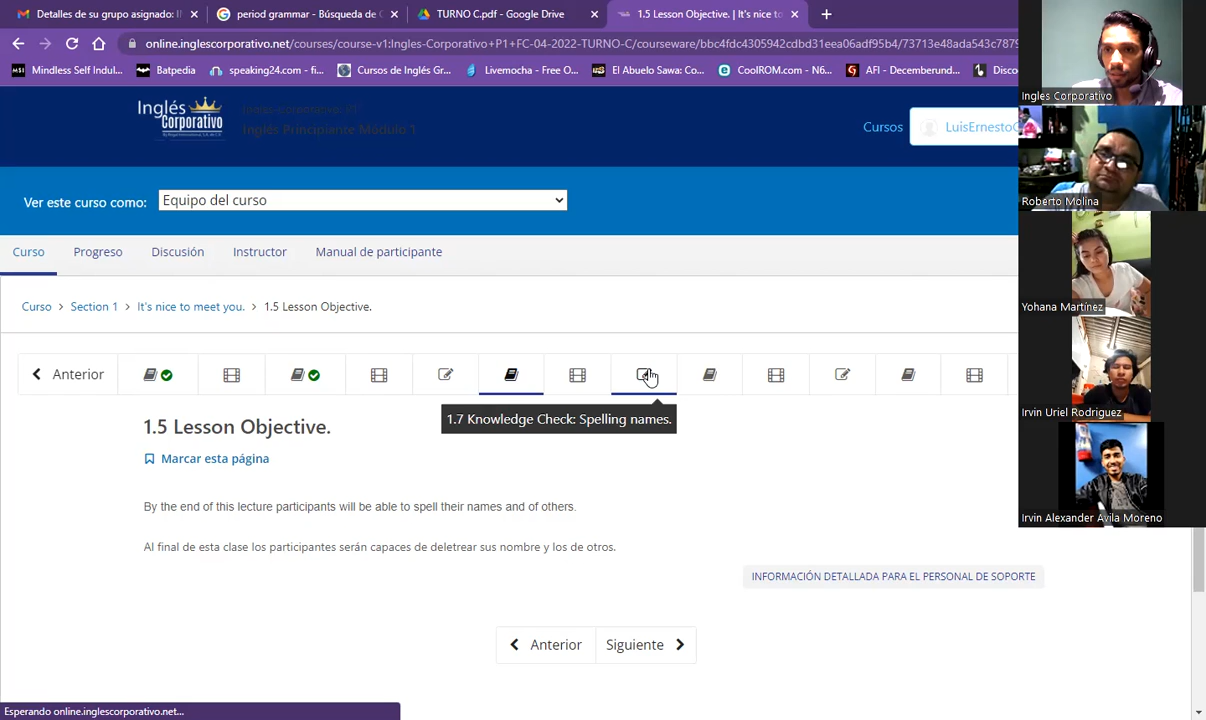 Detalles de su grupo asignado: I
period grammar - Búsqueda de G
TURNO C.pdf - Google Drive
1.5 Lesson Objective. | It's nice to
online.inglescorporativo.net/courses/course-v1:Ingles-Corporativo+P1+FC-04-2022-TURNO-C/courseware/bbc4fdc4305942cdbd31eea06adf95b4/73713e48ada543c7879
Mindless Self Indul...
Batpedia
speaking24.com - fi...
Cursos de Inglés Gr...
Livemocha - Free O...
El Abuelo Sawa: Co...
CoolROM.com - N6...
AFI - Decemberund...
Disco
Inglés
Corporativo
Inglés Principiante Módulo 1
Cursos
LuisErnestoC
Ver este curso como:
Equipo del curso
Curso
Progreso
Discusión
Instructor
Manual de participante
Curso > Section 1 > It's nice to meet you. > 1.5 Lesson Objective.
Anterior
1.7 Knowledge Check: Spelling names.
1.5 Lesson Objective.
Marcar esta página
By the end of this lecture participants will be able to spell their names and of others.
Al final de esta clase los participantes serán capaces de deletrear sus nombre y los de otros.
INFORMACIÓN DETALLADA PARA EL PERSONAL DE SOPORTE
Anterior
Siguiente
Esperando online.inglescorporativo.net...
Ingles Corporativo
Roberto Molina
Yohana Martínez
Irvin Uriel Rodriguez
Irvin Alexander Avila Moreno